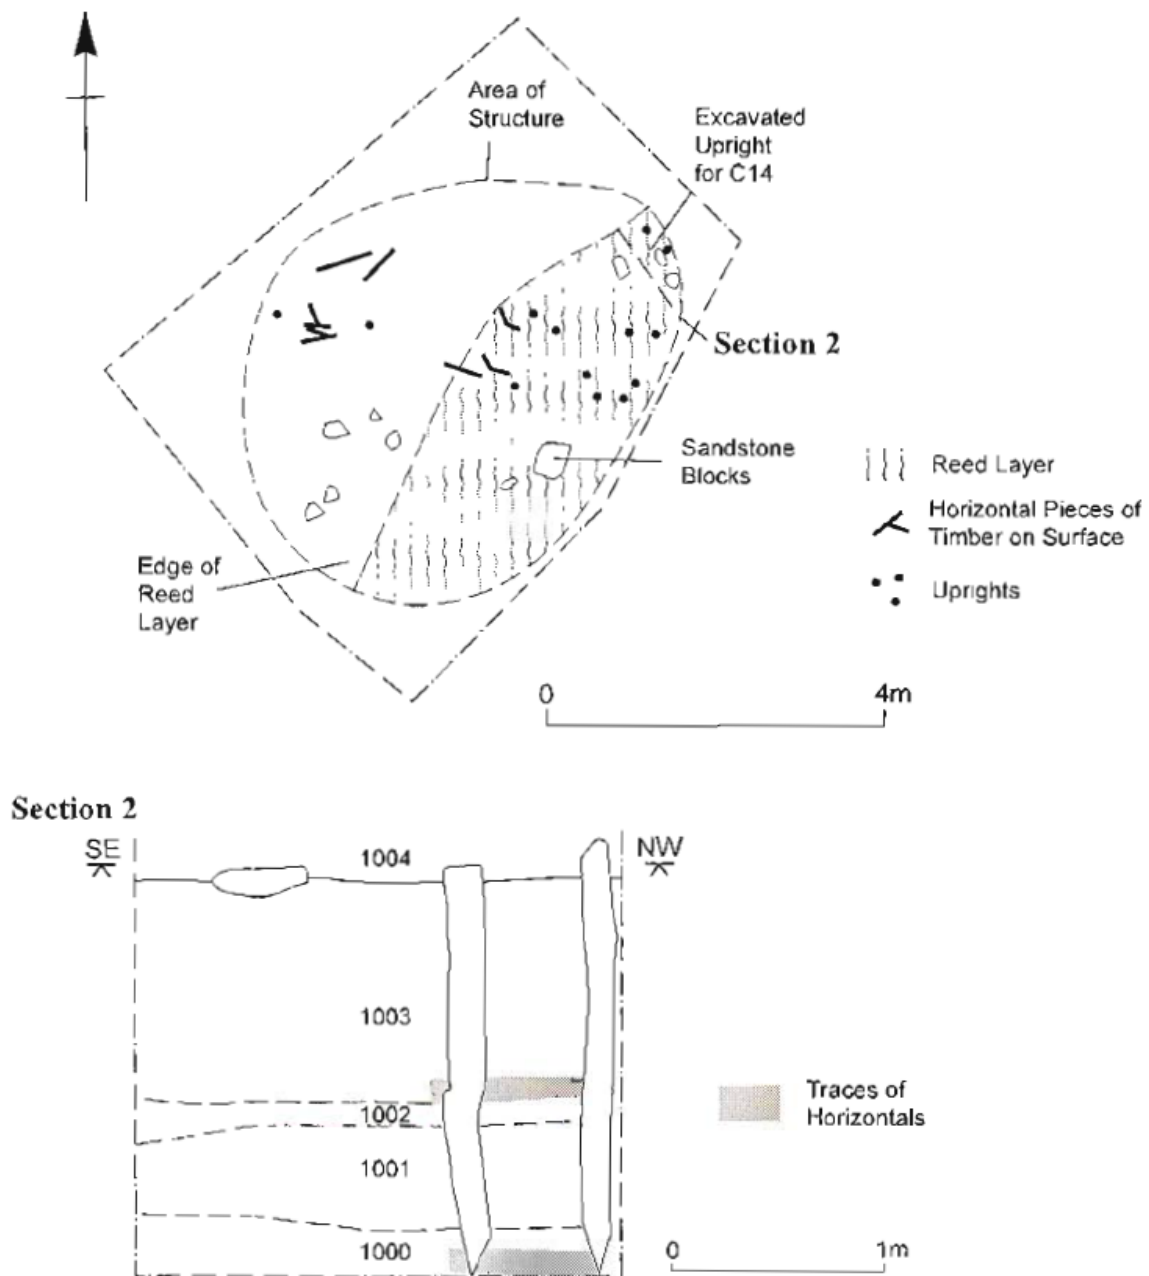 Area of
Structure
Excavated
Upright
for C14
Section 2
Sandstone
Blocks
Reed Layer
Horizontal Pieces of
Timber on Surface
Uprights
Edge of
Reed
Layer
0
4m
Section 2
SE
1004
NW
1003
1002
1001
1000
Traces of
Horizontals
0
1m